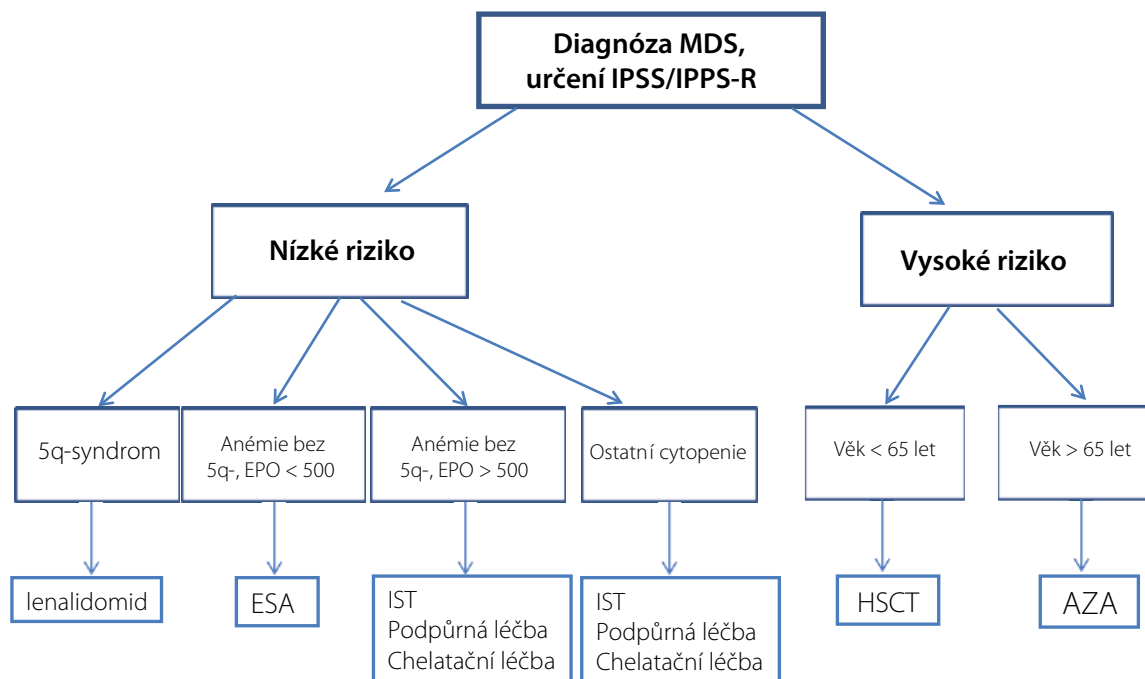 Diagnóza MDS,
určení IPSS/IPPS-R
Nízké riziko
Vysoké riziko
5q-syndrom
Anémie bez
5q-, EPO < 500
Anémie bez
5q-, EPO > 500
Ostatní cytopenie
Věk < 65 let
Věk > 65 let
lenalidomid
ESA
IST
Podpůrná léčba
Chelatační léčba
IST
Podpůrná léčba
Chelatační léčba
HSCT
AZA